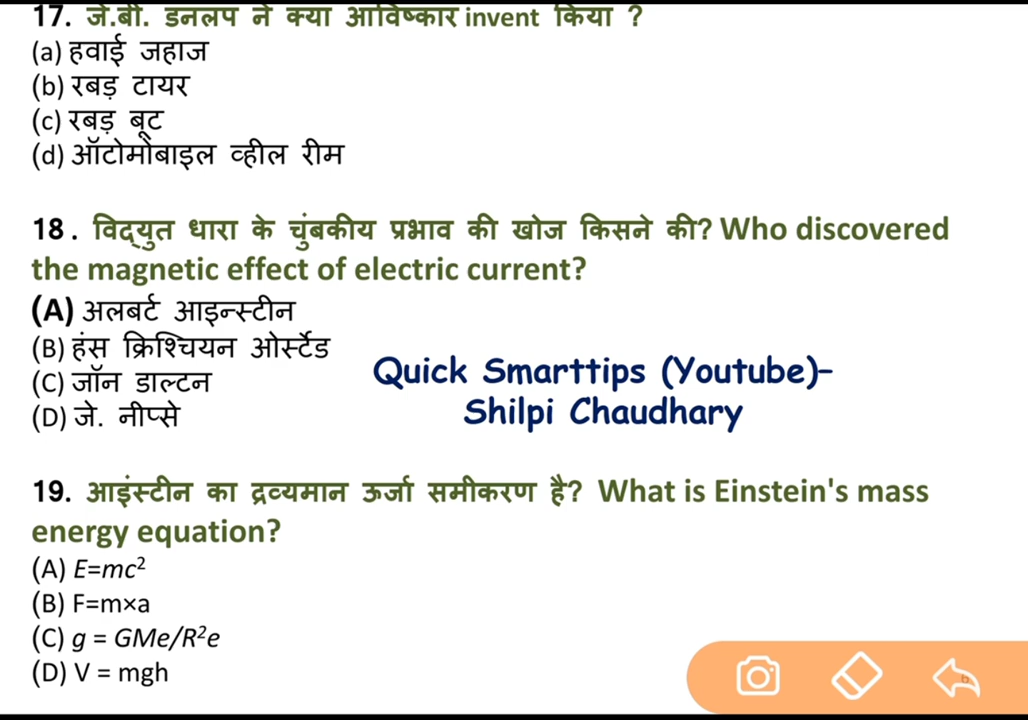 17. जे.बी. डनलप ने क्या आविष्कार invent किया ?
(a) हवाई जहाज
(b) रबड़ टायर
(c) रबड़ बूट
(d) ऑटोमोबाइल व्हील रीम
18. विद्युत धारा के चुंबकीय प्रभाव की खोज किसने की? Who discovered
the magnetic effect of electric current?
(A) अलबर्ट आइन्स्टीन
(B) हंस क्रिश्चियन ओर्स्टेड
(C) जॉन डाल्टन
(D) जे. नीप्से
Quick Smarttips (Youtube)-
Shilpi Chaudhary
19. आइंस्टीन का द्रव्यमान ऊर्जा समीकरण है? What is Einstein's mass
energy equation?
(A) E=mc²
(B) F=m×a
(C) g = GMe/R²e
(D) V = mgh